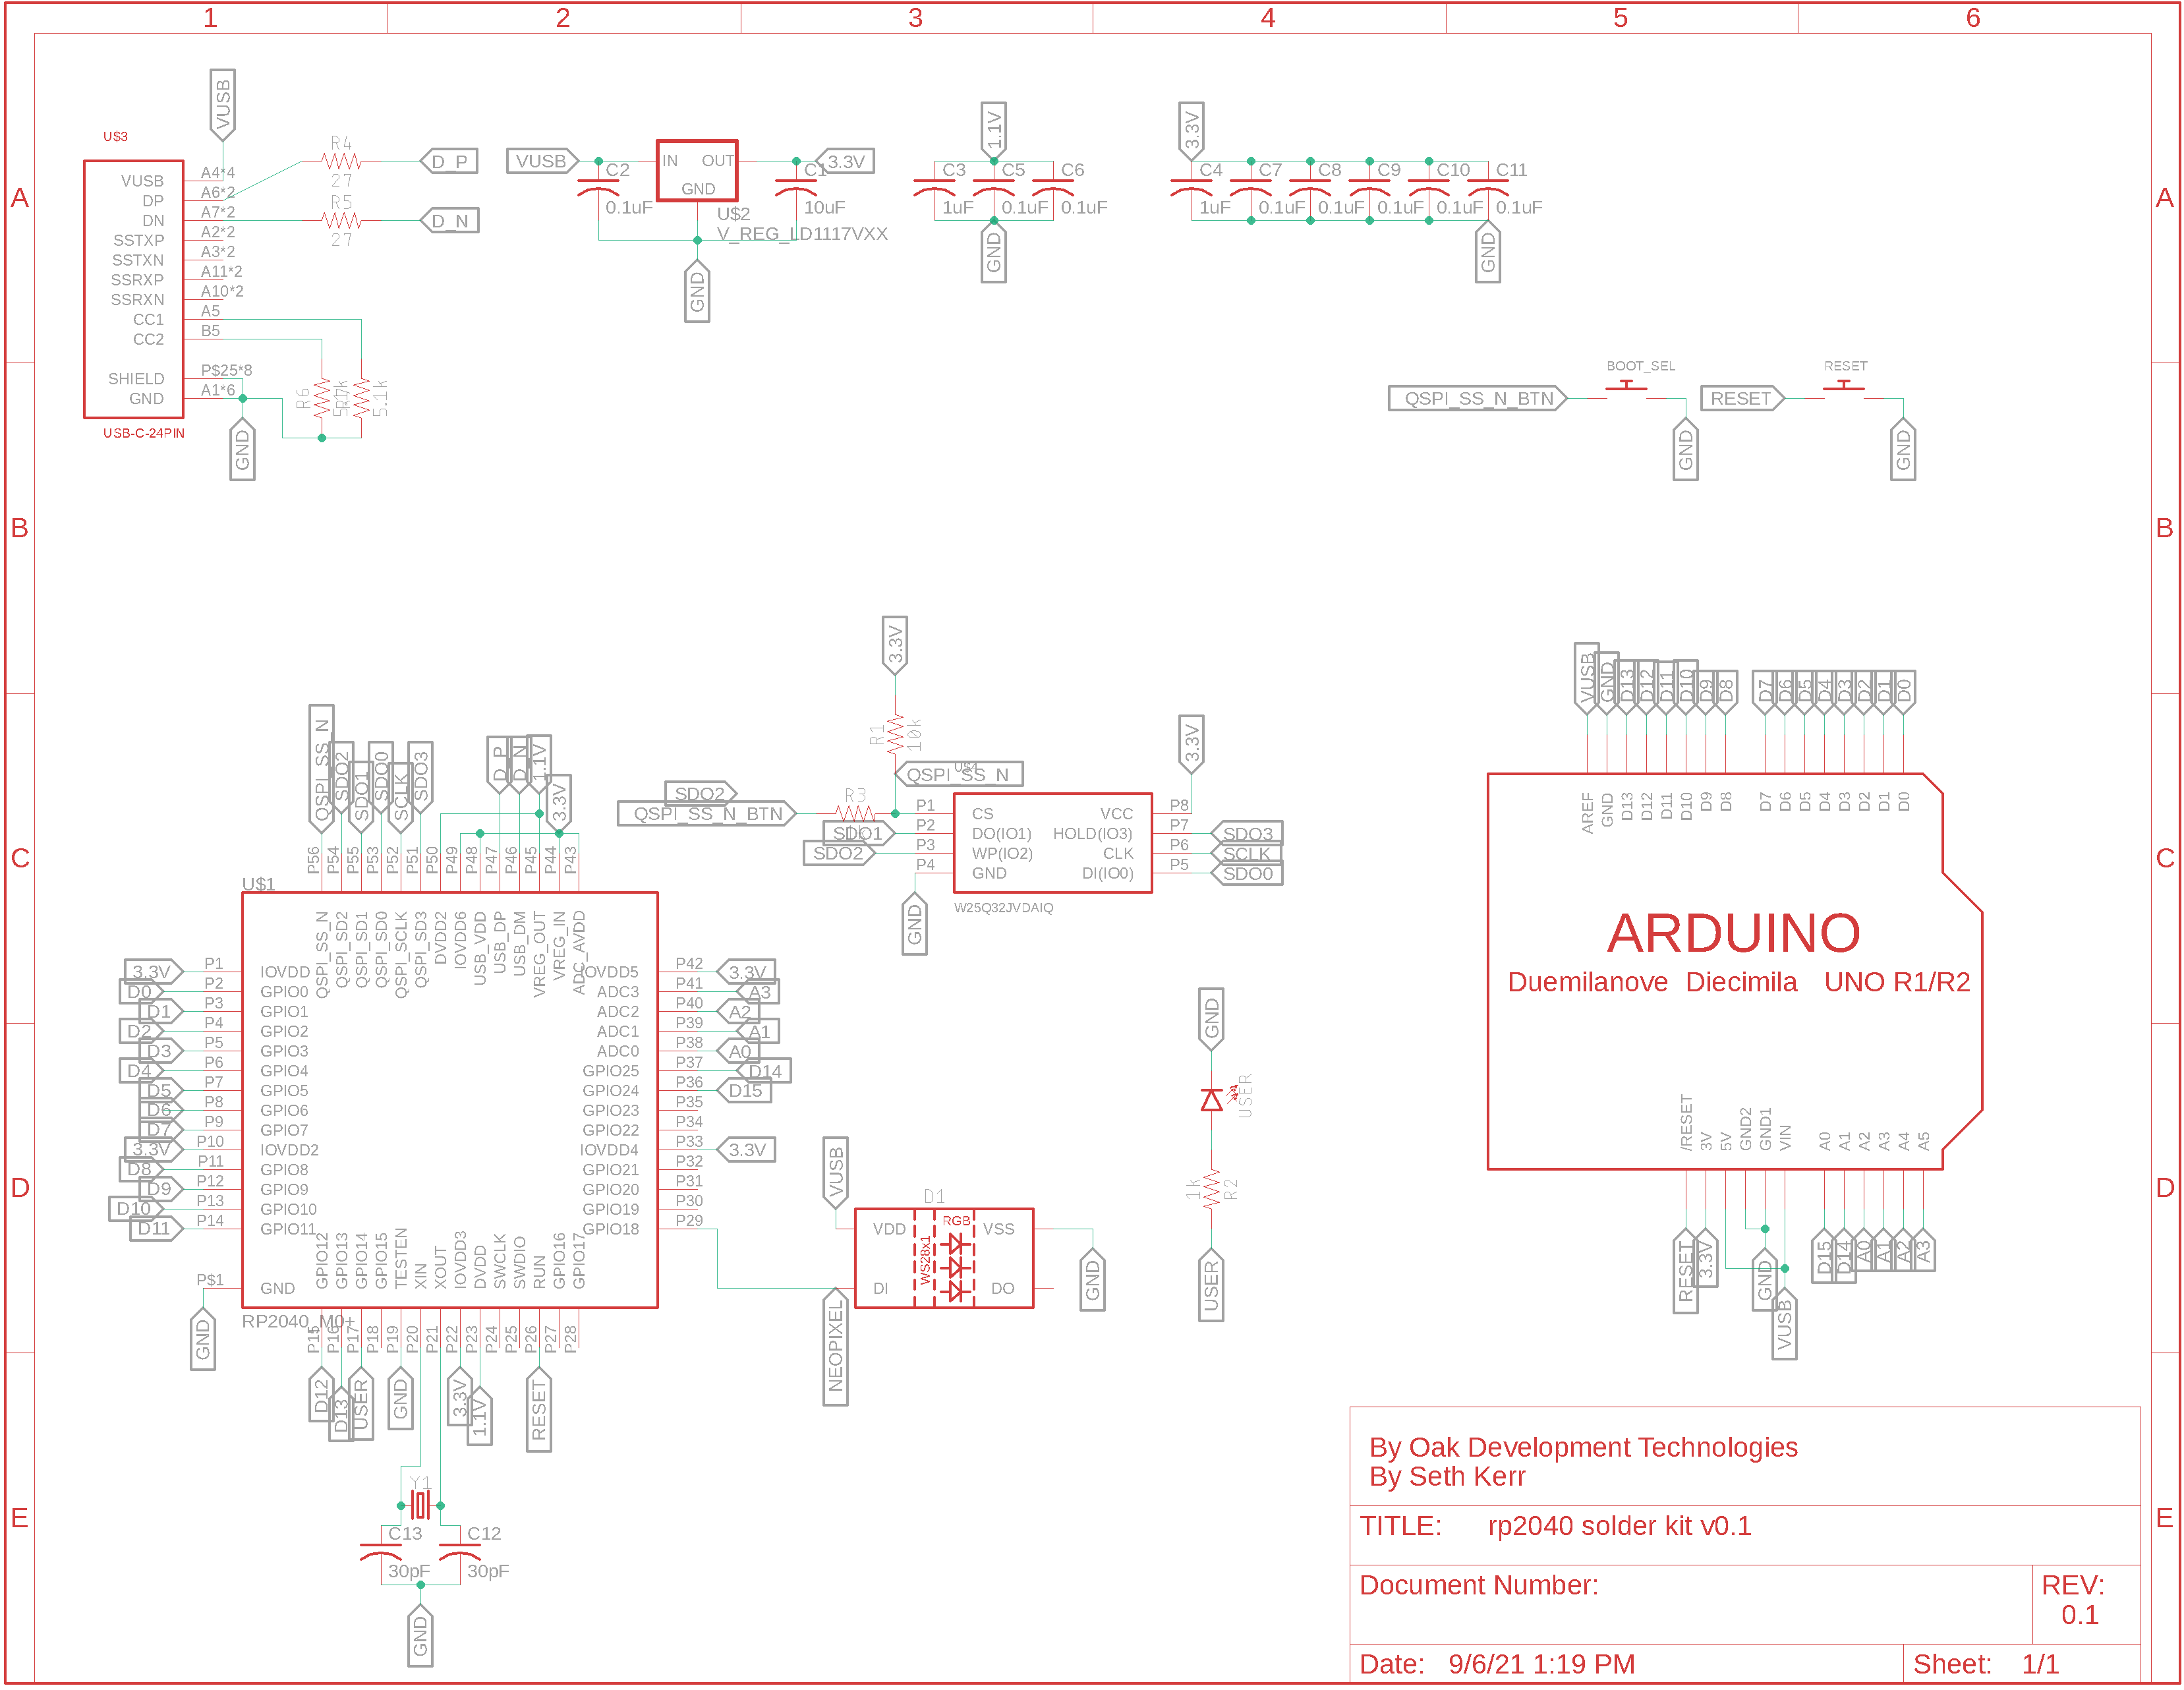 1 2 3 4 5 6
A
B
C
D
E
A
B
C
D
E
U$3
VUSB
VUSB
DP
DN
SSTXP
SSTXN
SSRXP
SSRXN
CC1
CC2
SHIELD
GND
A4*4
A6*2
A7*2
A2*2
A3*2
A11*2
A10*2
A5
B5
P$25*8
A1*6
USB-C-24PIN
R4
27
D_P
R5
27
D_N
R6
5.1k
GND
VUSB
C2
0.1uF
IN OUT
GND
U$2
V_REG_LD1117VXX
C1
10uF
3.3V
GND
1.1V
C3 C5 C6
1uF 0.1uF 0.1uF
GND
3.3V
C4 C7 C8 C9 C10 C11
1uF 0.1uF 0.1uF 0.1uF 0.1uF 0.1uF
GND
BOOT_SEL
QSPI_SS_N_BTN
GND
RESET
RESET
GND
QSPI_SS_N
SDO2
SDO1
SDO0
SCLK
SDO3
D_P
D_N
1.1V
3.3V
P56 P54 P55 P53 P52 P51 P50 P49 P48 P47 P46 P45 P44 P43
U$1
QSPI_SS_N
QSPI_SD2
QSPI_SD1
QSPI_SD0
QSPI_SCLK
QSPI_SD3
DVDD2
IOVDD6
USB_VDD
USB_DP
USB_DM
VREG_OUT
VREG_IN
ADC_AVDD
3.3V P1 IOVDD
D0 P2 GPIO0
D1 P3 GPIO1
D2 P4 GPIO2
D3 P5 GPIO3
D4 P6 GPIO4
D5 P7 GPIO5
D6 P8 GPIO6
D7 P9 GPIO7
3.3V P10 IOVDD2
D8 P11 GPIO8
D9 P12 GPIO9
D10 P13 GPIO10
D11 P14 GPIO11
P$1 GND
GND
IOVDD5 P42 3.3V
ADC3 P41 A3
ADC2 P40 A2
ADC1 P39 A1
ADC0 P38 A0
GPIO25 P37 D14
GPIO24 P36 D15
GPIO23 P35
GPIO22 P34
IOVDD4 P33 3.3V
GPIO21 P32
GPIO20 P31
GPIO19 P30
GPIO18 P29
GPIO12
GPIO13
GPIO14
GPIO15
TESTEN
XIN
XOUT
IOVDD3
DVDD
SWCLK
SWDIO
RUN
GPIO16
GPIO17
RP2040_M0+
P15 P16 P17 P18 P19 P20 P21 P22 P23 P24 P25 P26 P27 P28
D12
D13
USER
GND
3.3V
1.1V
RESET
Y1
C13 C12
30pF 30pF
GND
3.3V
R1
10k
QSPI_SS_N
U$4
SDO2
QSPI_SS_N_BTN
R3
SDO1
SDO2
P1 CS
P2 DO(IO1)
P3 WP(IO2)
P4 GND
GND
VCC P8
HOLD(IO3) P7
CLK P6
DI(IO0) P5
3.3V
SDO3
SCLK
SDO0
W25Q32JVDAIQ
GND
USER
1k
R2
USER
VUSB
D1
VDD
DI
WS28x1
RGB
VSS
DO
GND
NEOPIXEL
VUSB GND D13 D12 D11 D10 D9 D8 D7 D6 D5 D4 D3 D2 D1 D0
AREF GND D13 D12 D11 D10 D9 D8 D7 D6 D5 D4 D3 D2 D1 D0
ARDUINO
Duemilanove Diecimila UNO R1/R2
/RESET 3V 5V GND2 GND1 VIN A0 A1 A2 A3 A4 A5
RESET 3.3V GND VUSB D15 D14 A0 A1 A2 A3
By Oak Development Technologies
By Seth Kerr
TITLE: rp2040 solder kit v0.1
Document Number:
REV:
0.1
Date: 9/6/21 1:19 PM
Sheet: 1/1